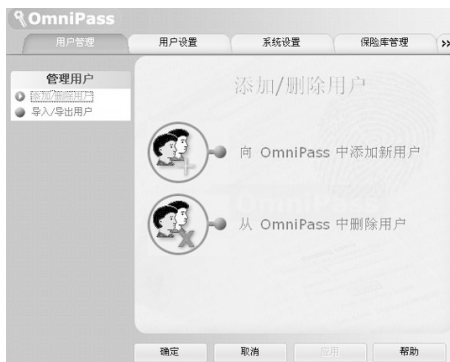 OmniPass
用户管理 用户设置 系统设置 保险库管理 »
管理用户
添加/删除用户
导入/导出用户
添加/删除用户
向 OmniPass 中添加新用户
从 OmniPass 中删除用户
OmniPass
确定 取消 应用 帮助